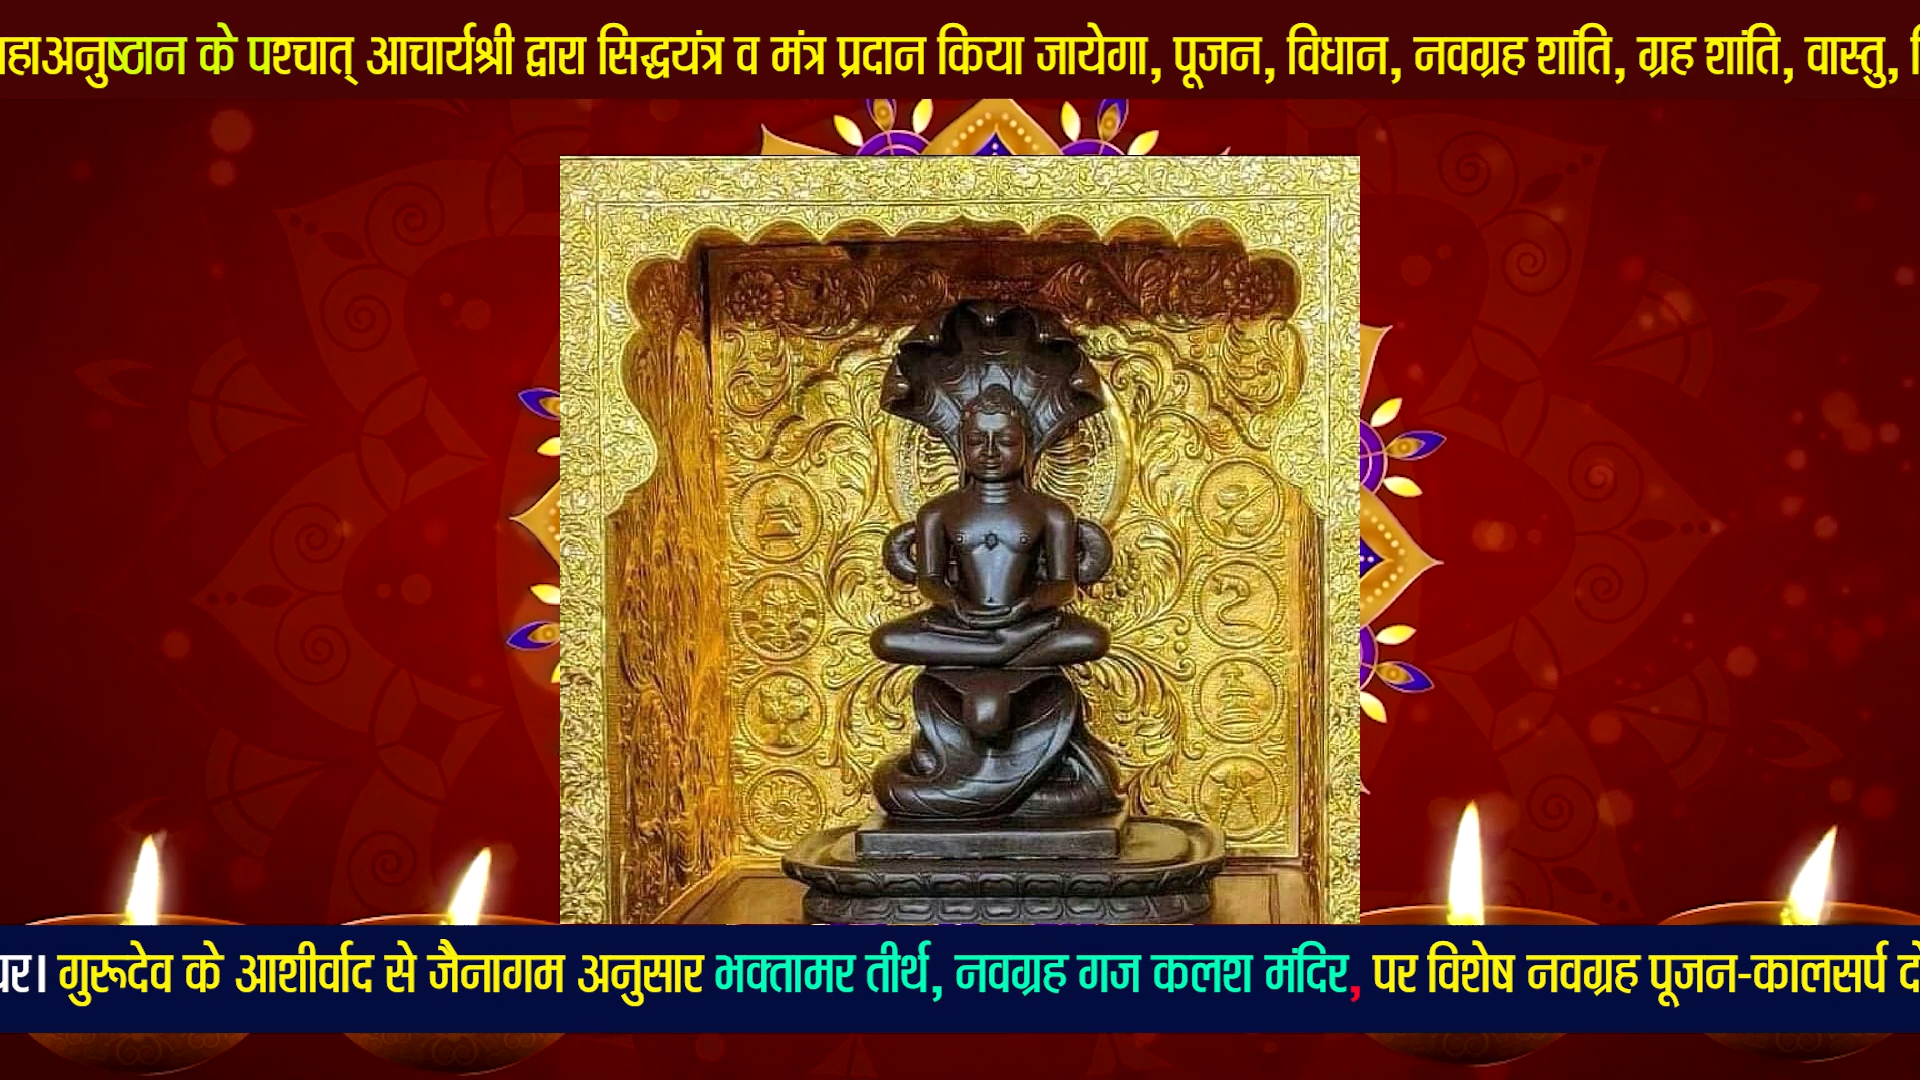 महाअनुष्ठान के पश्चात् आचार्यश्री द्वारा सिद्धयंत्र व मंत्र प्रदान किया जायेगा, पूजन, विधान, नवग्रह शांति, ग्रह शांति, वास्तु,
गुरूदेव के आशीर्वाद से जैनागम अनुसार भक्तामर तीर्थ, नवग्रह गज कलश मंदिर, पर विशेष नवग्रह पूजन-कालसर्प